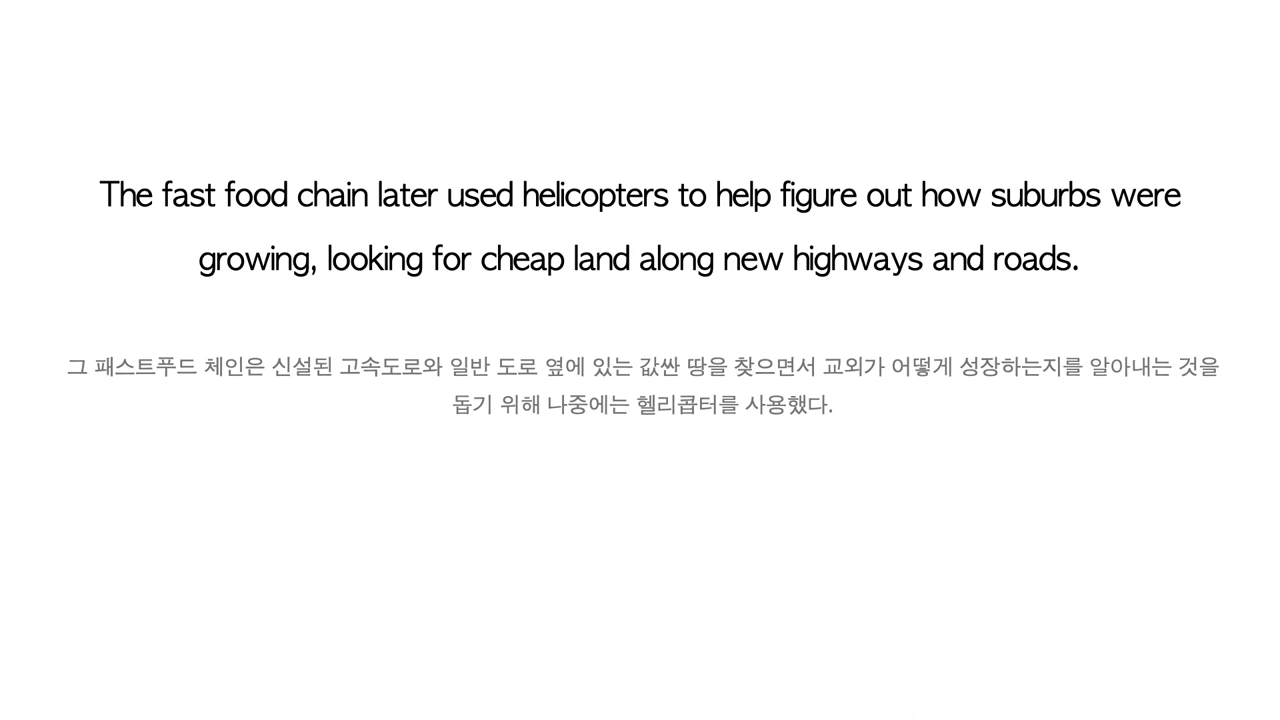 The fast food chain later used helicopters to help figure out how suburbs were
growing, looking for cheap land along new highways and roads.
그 패스트푸드 체인은 신설된 고속도로와 일반 도로 옆에 있는 값싼 땅을 찾으면서 교외가 어떻게 성장하는지를 알아내는 것을
돕기 위해 나중에는 헬리콥터를 사용했다.